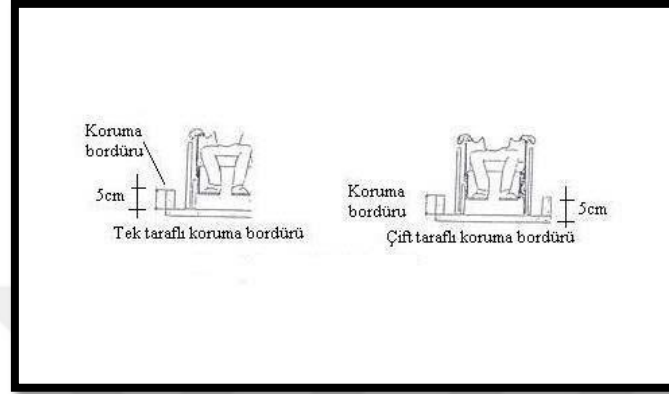 Koruma
bordürü
5cm
Tek taraflı koruma bordürü
Koruma
bordürü
5cm
Çift taraflı koruma bordürü